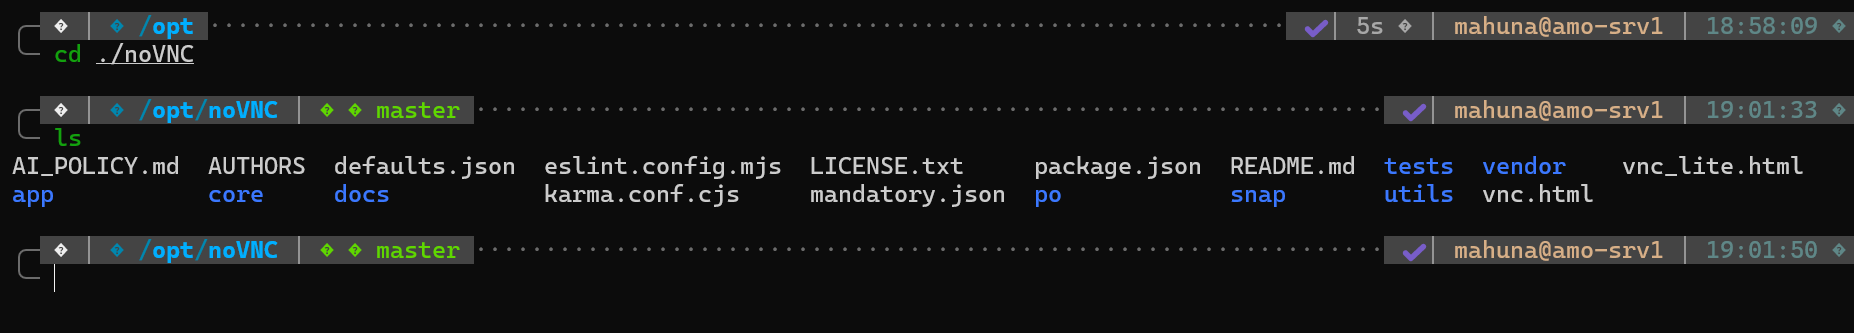 /opt 5s mahuna@amo-srv1 18:58:09
cd ./noVNC
/opt/noVNC master mahuna@amo-srv1 19:01:33
ls
AI_POLICY.md AUTHORS defaults.json eslint.config.mjs LICENSE.txt package.json README.md tests vendor vnc_lite.html
app core docs karma.conf.cjs mandatory.json po snap utils vnc.html
/opt/noVNC master mahuna@amo-srv1 19:01:50